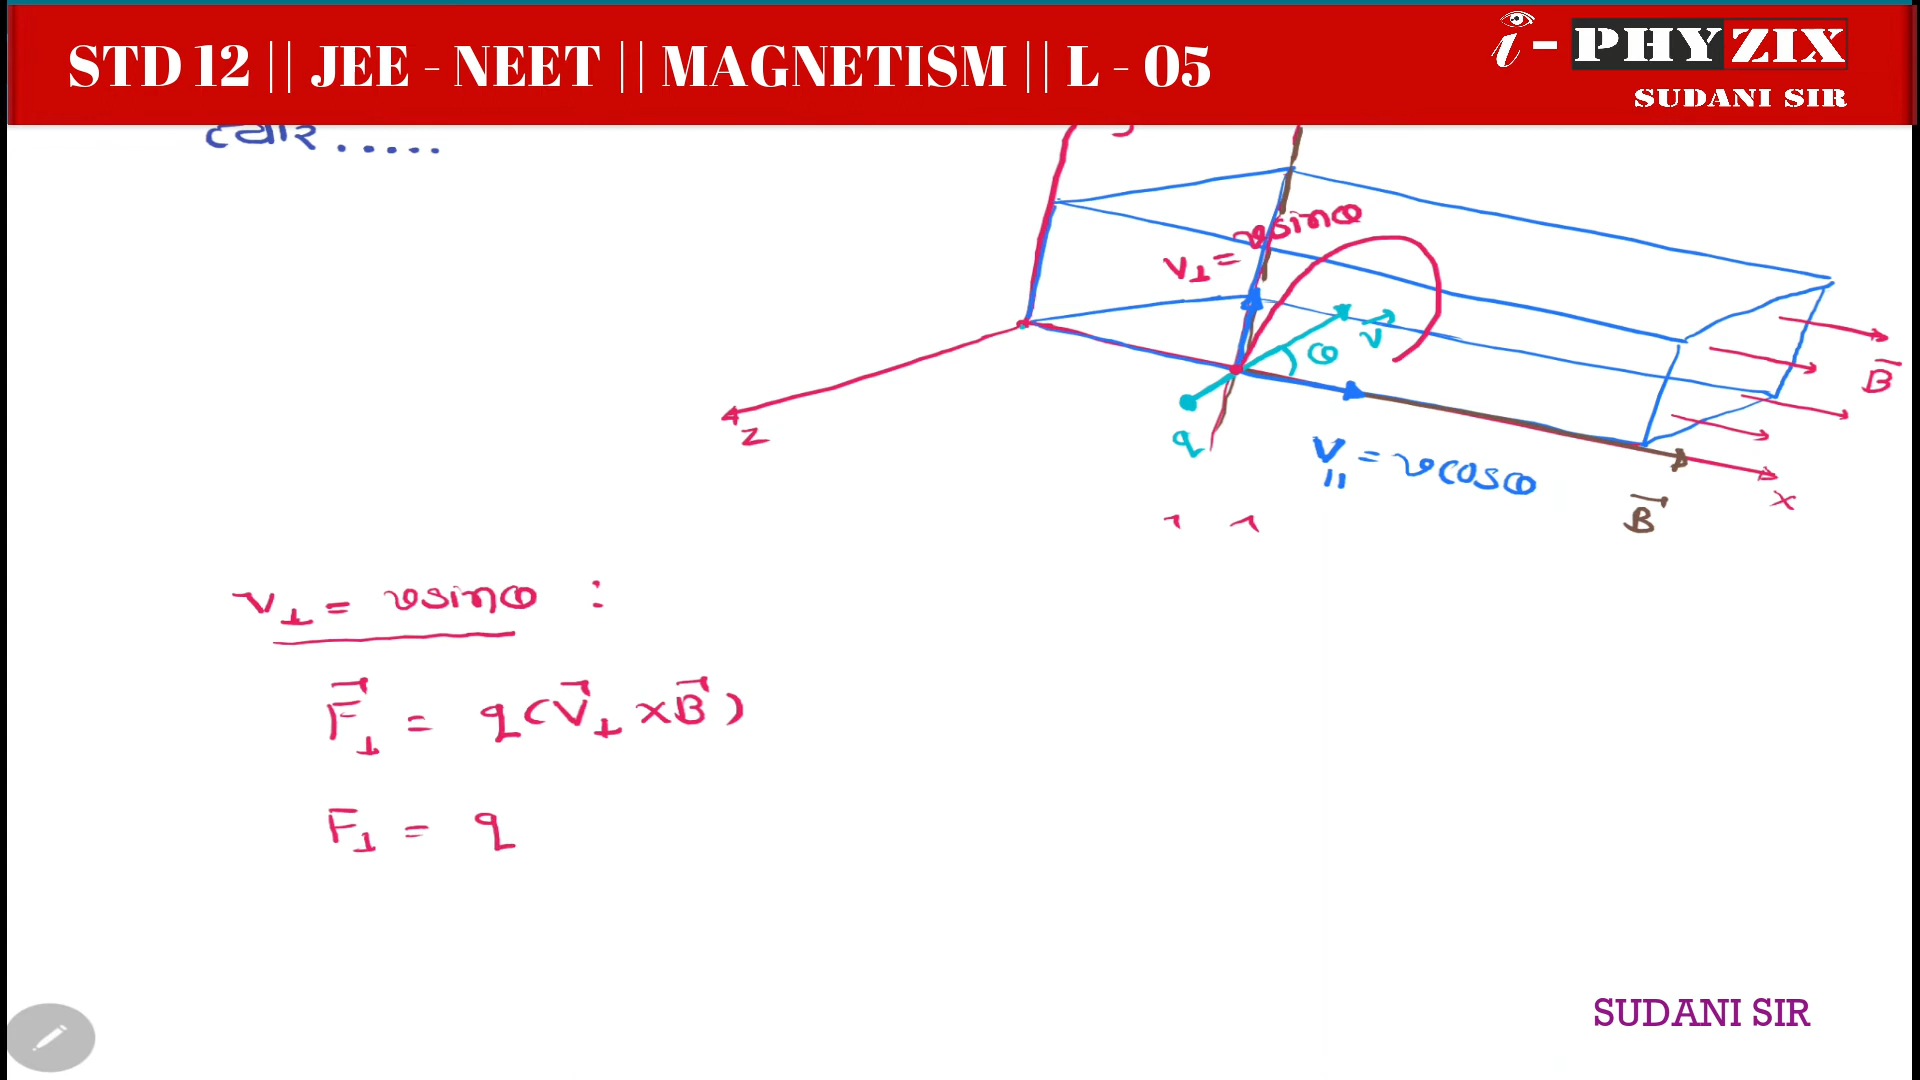 STD 12 || JEE - NEET || MAGNETISM || L - 05
i - PHYZIX
SUDANI SIR
ત્યારે.....
V⊥ = vsinθ
θ
v⃗
B⃗
z
q
V∥ = vcosθ
x
B⃗
V⊥ = vsinθ :
F⃗⊥ = q(V⃗⊥ × B⃗)
F⊥ = q
SUDANI SIR